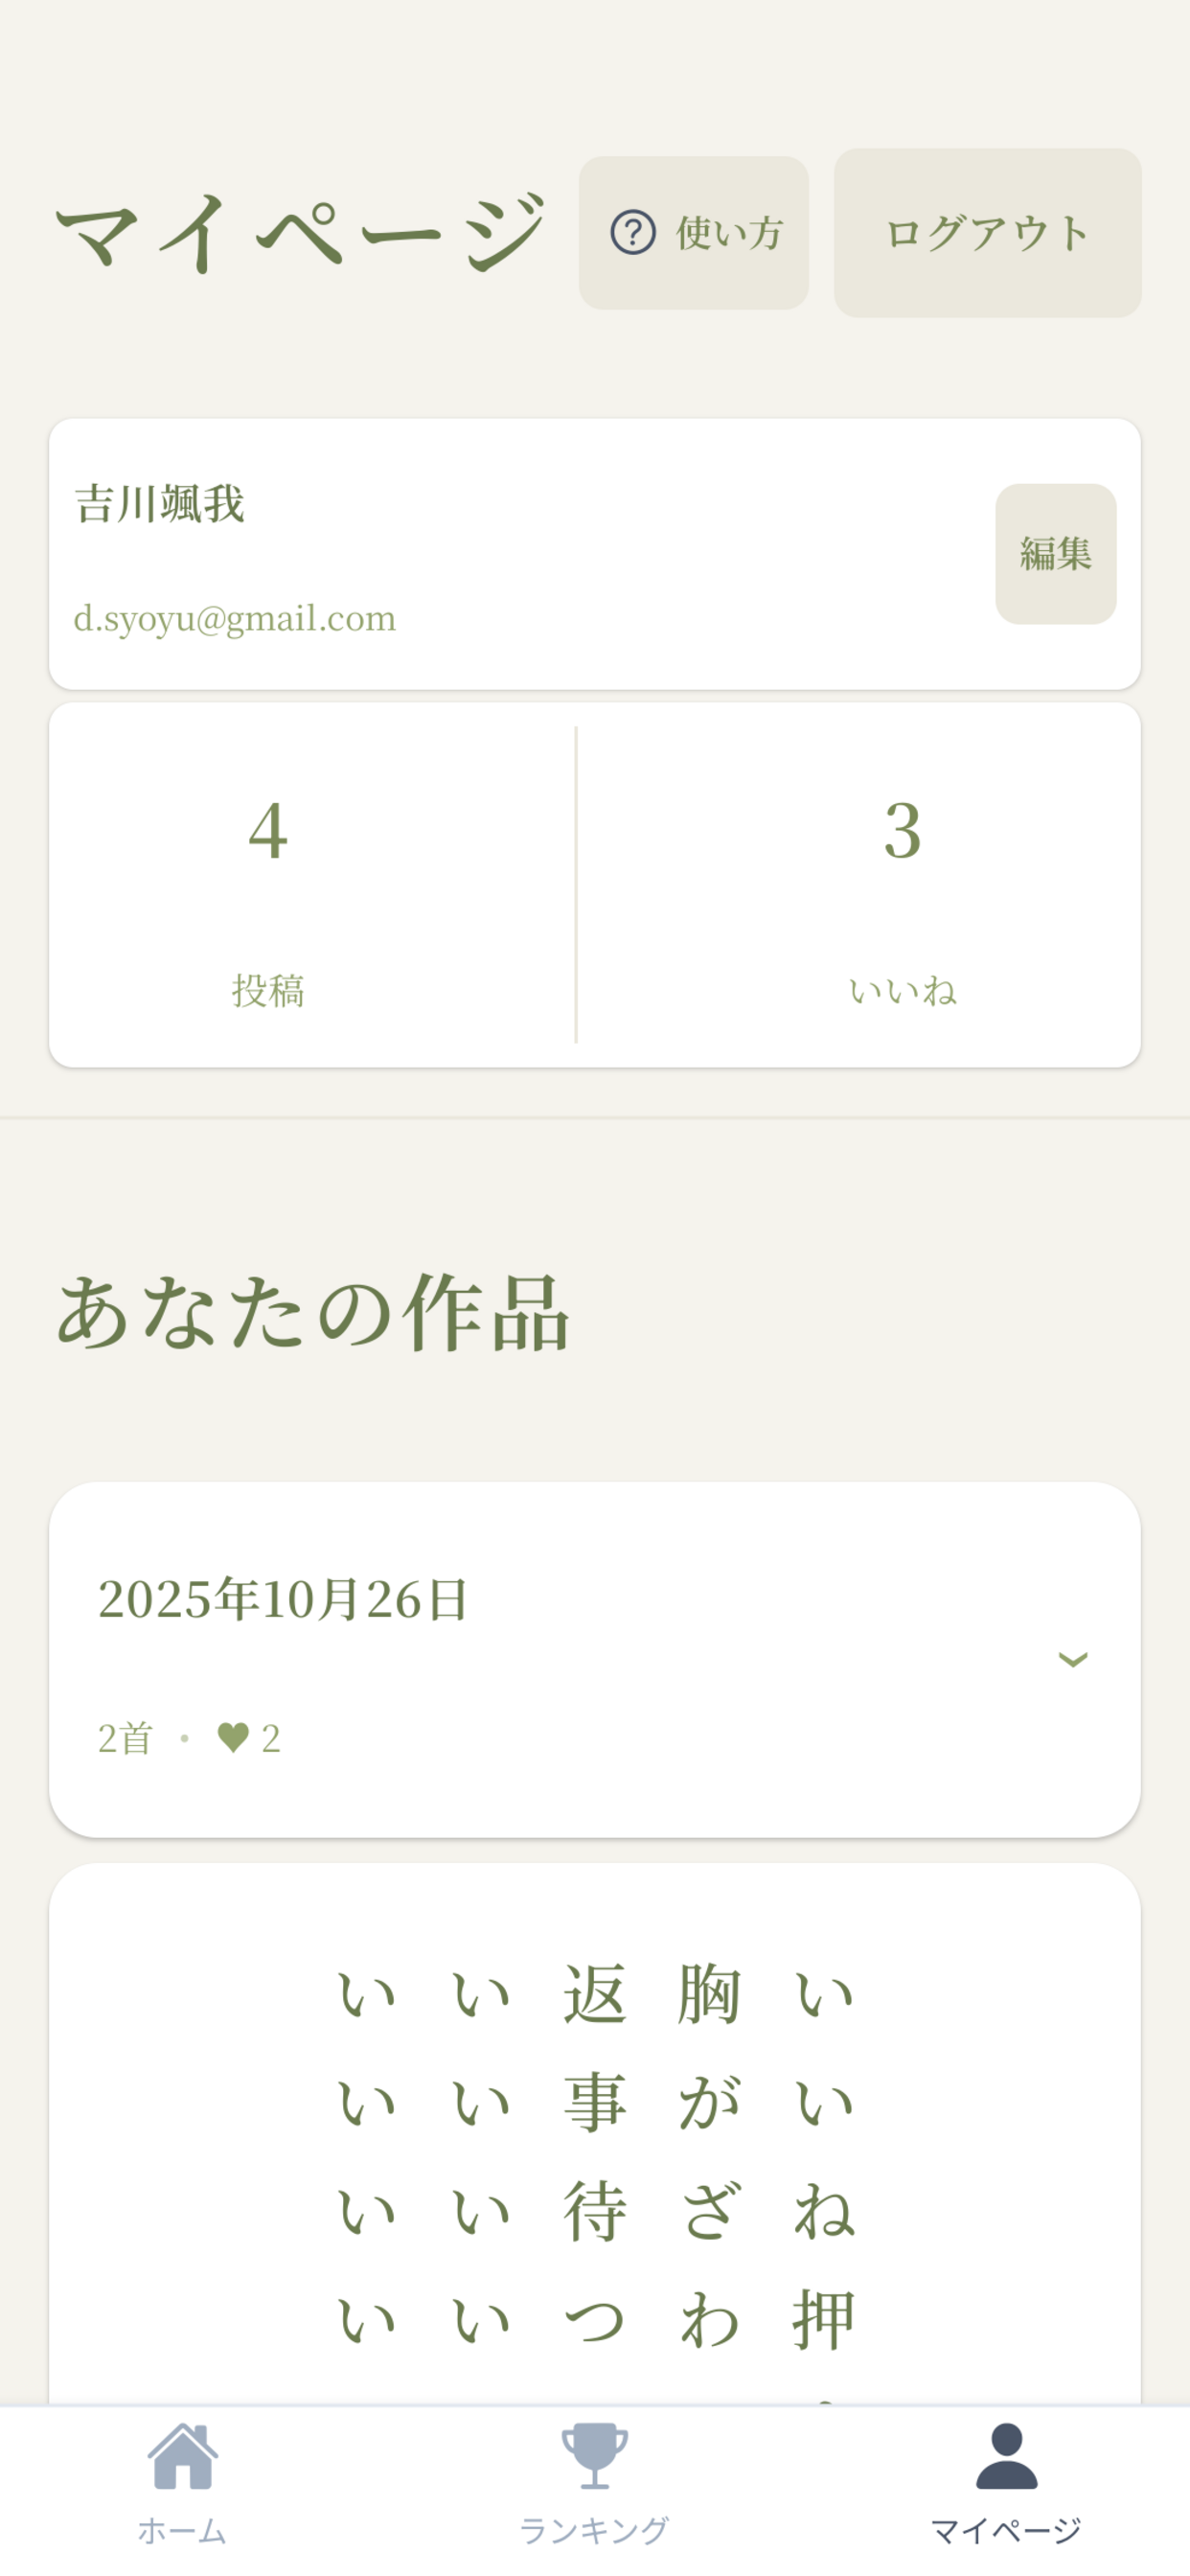 マイページ
使い方
ログアウト
吉川颯我
d.syoyu@gmail.com
編集
4
投稿
3
いいね
あなたの作品
2025年10月26日
2首 • ♥ 2
いいね押
胸がざわ
返事待つ
いいいい
いいいい
ホーム
ランキング
マイページ